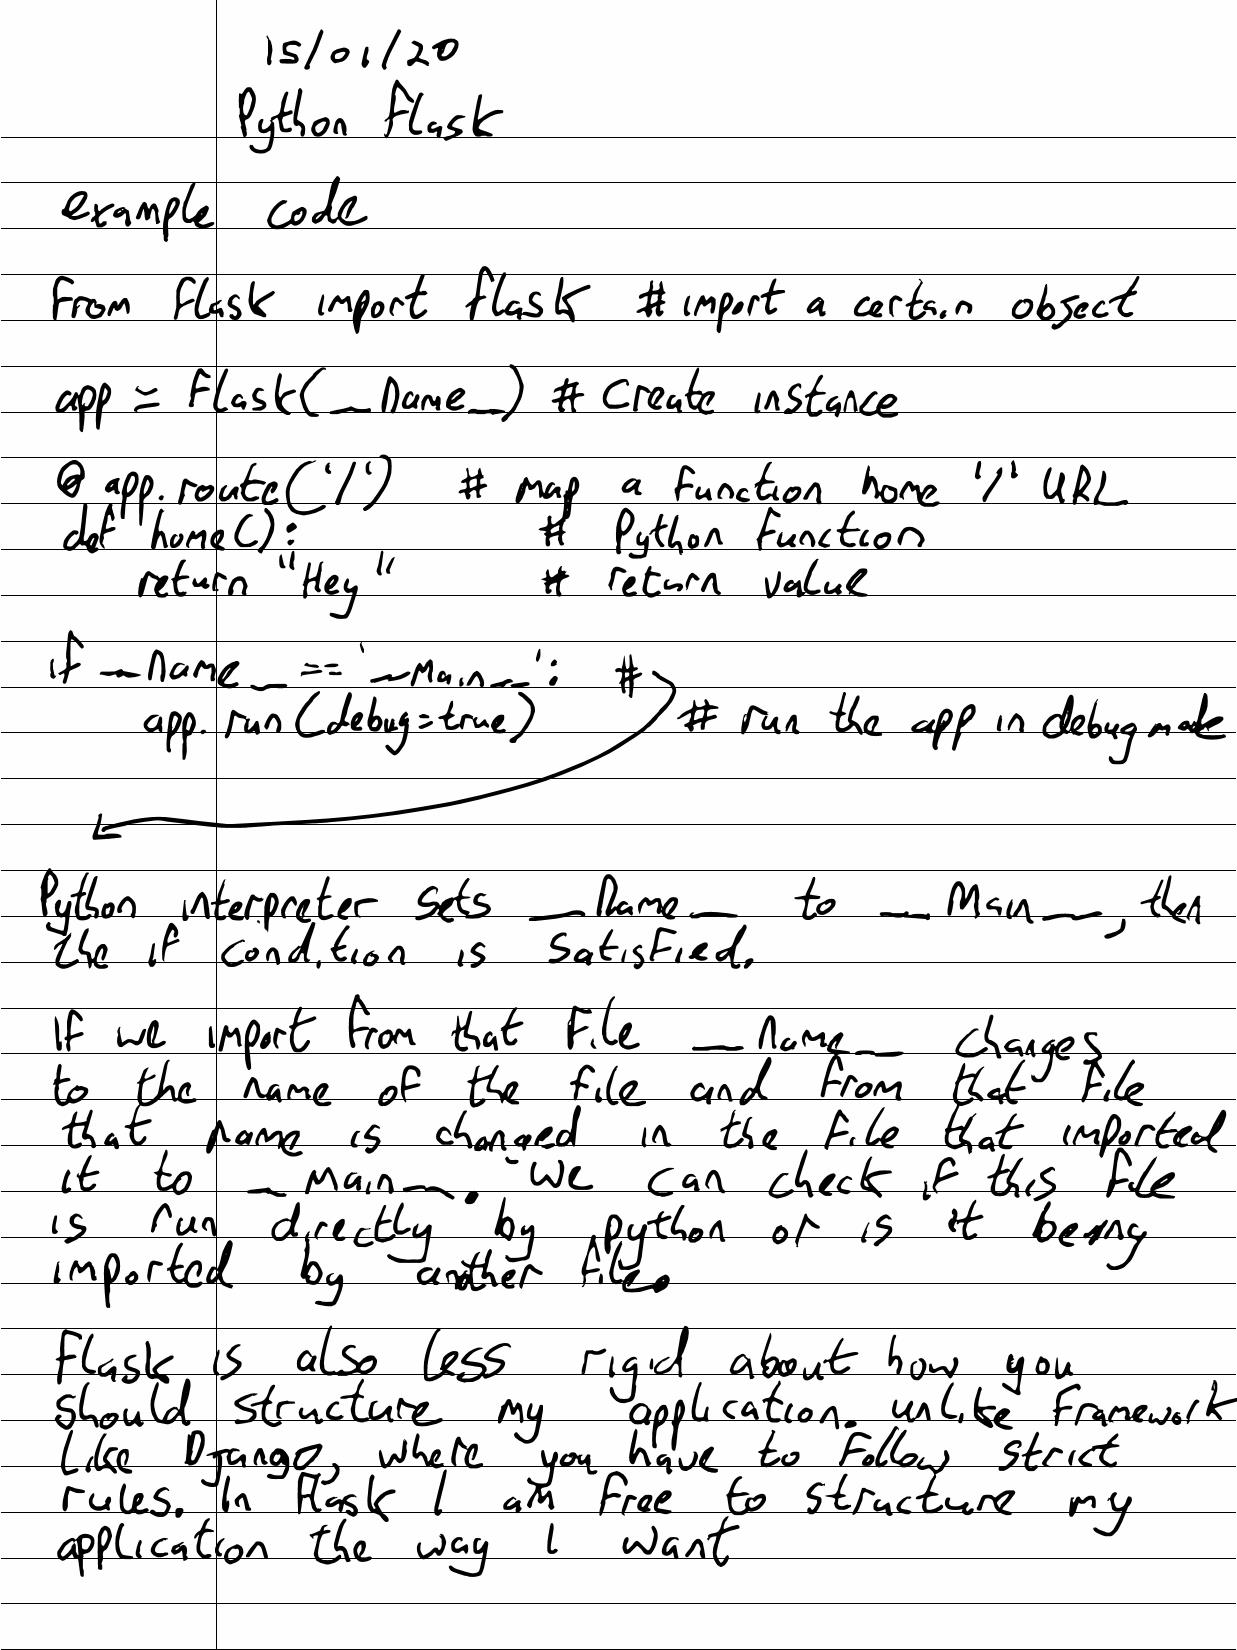 15/01/20
Python Flask
example code
From Flask import flask # import a certain object
app = Flask(__Name__) # Create instance
@ app.route('/') # map a function home '/' URL
def home(): # Python Function
return "Hey" # return value
if __Name__ == '__Main__': #
app.run(debug=true) # run the app in debug mode
Python interpreter sets __Name__ to __Main__, then
the if condition is satisfied.
If we import from that file __Name__ changes
to the name of the file and from that file
that name is changed in the file that imported
it to __Main__. We can check if this file
is run directly by python or is it being
imported by another file.
Flask is also less rigid about how you
should structure my application. unlike Framework
like Django, where you have to follow strict
rules. In Flask I am free to structure my
application the way I want